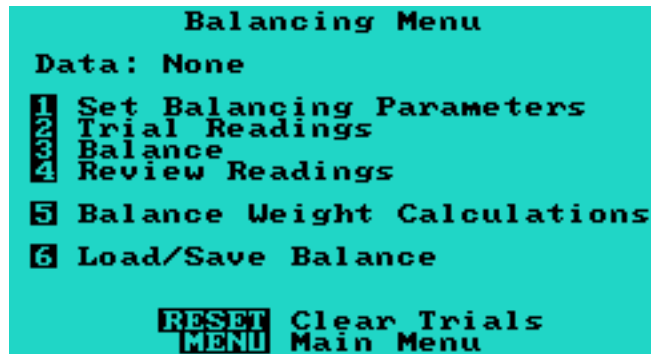 Balancing Menu
Data: None
1 Set Balancing Parameters
2 Trial Readings
3 Balance
4 Review Readings
5 Balance Weight Calculations
6 Load/Save Balance
RESET Clear Trials
MENU Main Menu